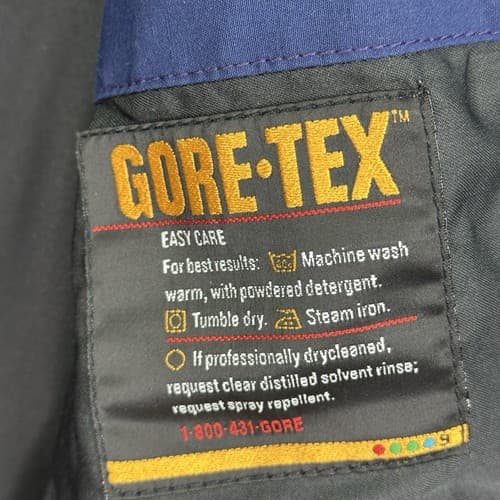 GORE·TEX™
EASY CARE
For best results: Machine wash
warm, with powdered detergent.
Tumble dry. Steam iron.
If professionally drycleaned,
request clear distilled solvent rinse;
request spray repellent.
1-800-431-GORE